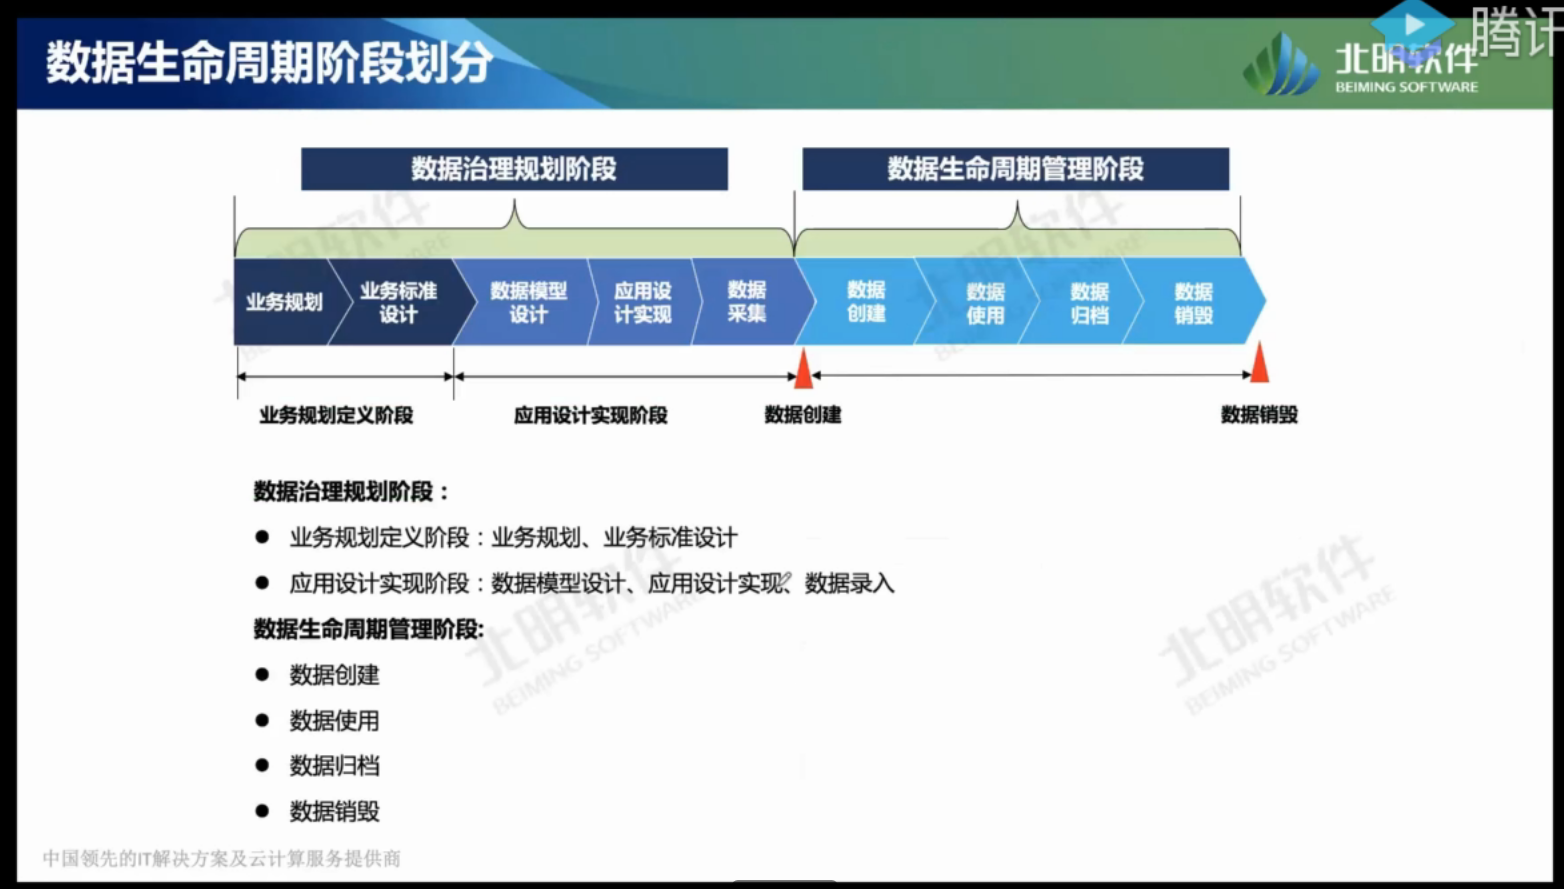 数据生命周期阶段划分
北明软件
BEIMING SOFTWARE
腾讯
数据治理规划阶段
数据生命周期管理阶段
业务规划
业务标准
设计
数据模型
设计
应用设
计实现
数据
采集
数据
创建
数据
使用
数据
归档
数据
销毁
业务规划定义阶段
应用设计实现阶段
数据创建
数据销毁
数据治理规划阶段：
● 业务规划定义阶段：业务规划、业务标准设计
● 应用设计实现阶段：数据模型设计、应用设计实现、数据录入
数据生命周期管理阶段:
● 数据创建
● 数据使用
● 数据归档
● 数据销毁
中国领先的IT解决方案及云计算服务提供商
北明软件
BEIMING SOFTWARE
北明软件
BEIMING SOFTWARE